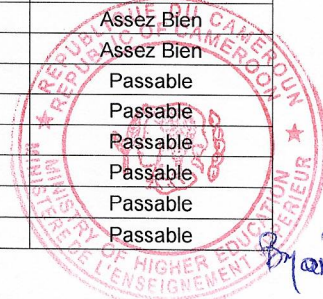 Assez Bien
Assez Bien
Passable
Passable
Passable
Passable
Passable
Passable
REPUBLIQUE DU CAMEROUN
REPUBLIC OF CAMEROON
MINISTRY OF HIGHER EDUCATION
MINISTERE DE L'ENSEIGNEMENT SUPERIEUR